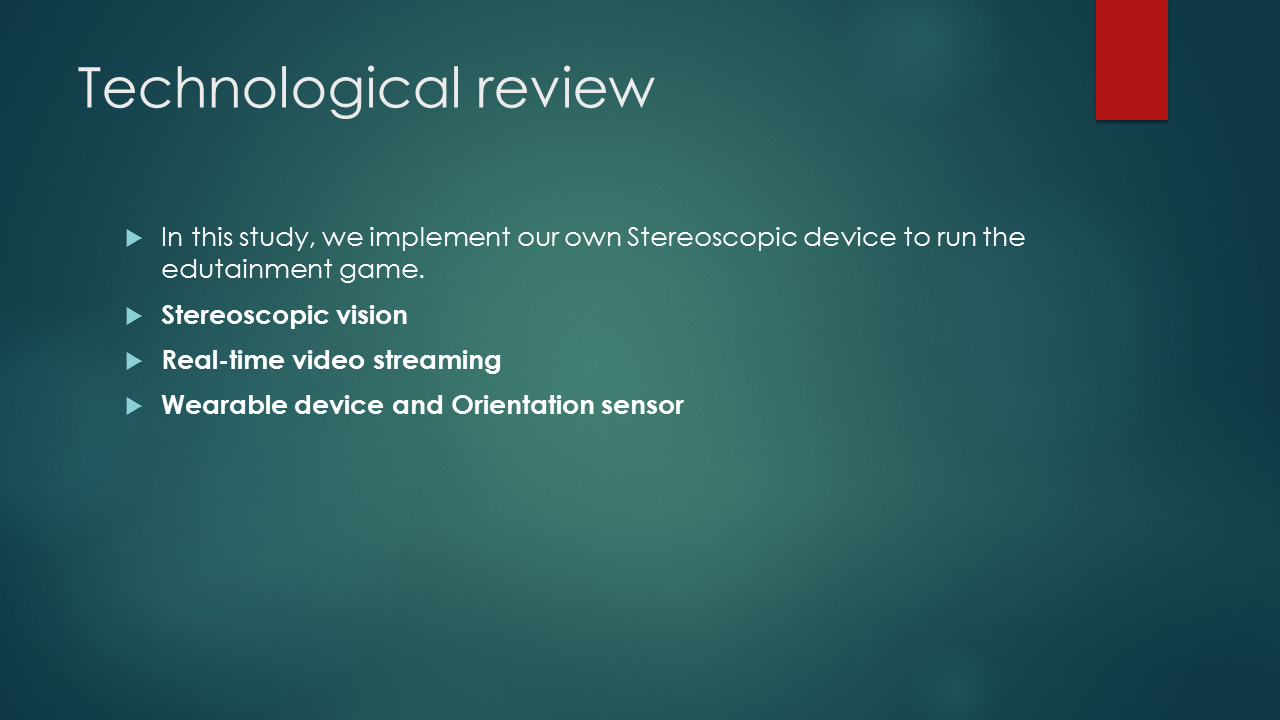 Technological review
In this study, we implement our own Stereoscopic device to run the
edutainment game.
Stereoscopic vision
Real-time video streaming
Wearable device and Orientation sensor